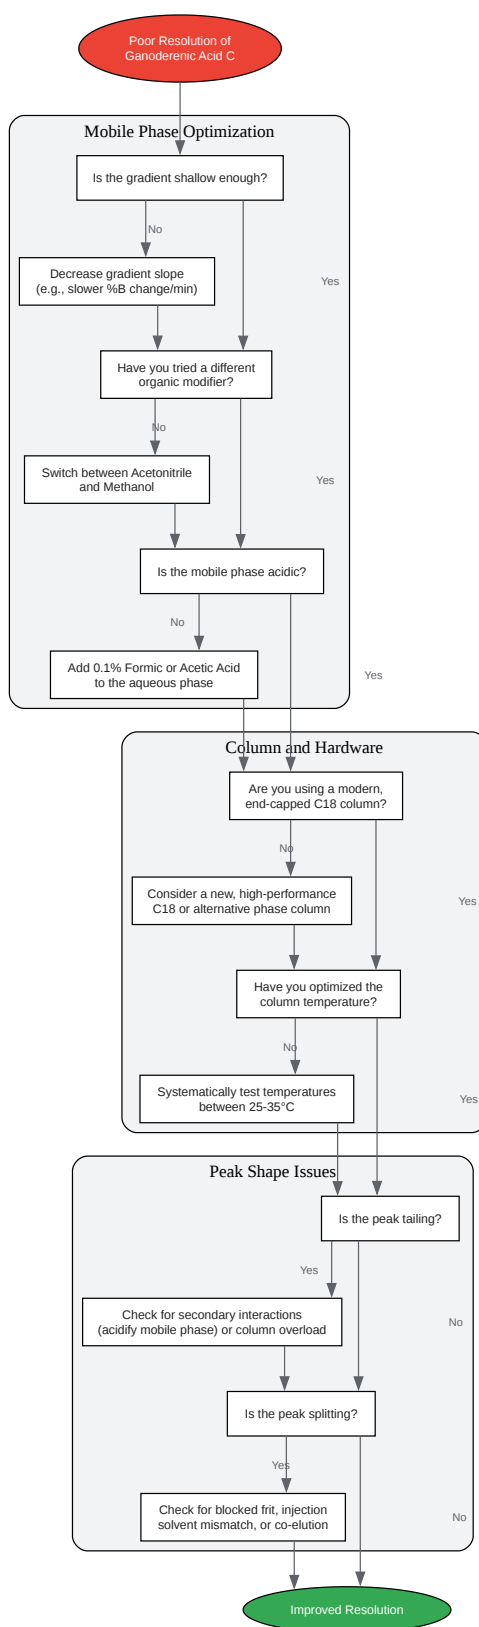 Poor Resolution of
Ganoderenic Acid C
Mobile Phase Optimization
Is the gradient shallow enough?
No
Decrease gradient slope
(e.g., slower %B change/min)
Yes
Have you tried a different
organic modifier?
No
Switch between Acetonitrile
and Methanol
Yes
Is the mobile phase acidic?
No
Add 0.1% Formic or Acetic Acid
to the aqueous phase
Yes
Column and Hardware
Are you using a modern,
end-capped C18 column?
No
Consider a new, high-performance
C18 or alternative phase column
Yes
Have you optimized the
column temperature?
No
Systematically test temperatures
between 25-35°C
Yes
Peak Shape Issues
Is the peak tailing?
Yes
Check for secondary interactions
(acidify mobile phase) or column overload
No
Is the peak splitting?
Yes
Check for blocked frit, injection
solvent mismatch, or co-elution
No
Improved Resolution